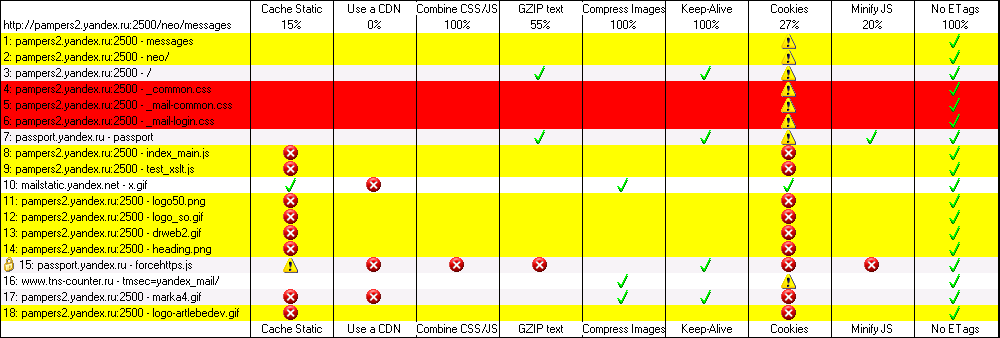 Cache Static Use a CDN Combine CSS/JS GZIP text Compress Images Keep-Alive Cookies Minify JS No ETags
http://pampers2.yandex.ru:2500/neo/messages 15% 0% 100% 55% 100% 100% 27% 20% 100%
1: pampers2.yandex.ru:2500 - messages
2: pampers2.yandex.ru:2500 - neo/
3: pampers2.yandex.ru:2500 - /
4: pampers2.yandex.ru:2500 - _common.css
5: pampers2.yandex.ru:2500 - _mail-common.css
6: pampers2.yandex.ru:2500 - _mail-login.css
7: passport.yandex.ru - passport
8: pampers2.yandex.ru:2500 - index_main.js
9: pampers2.yandex.ru:2500 - test_xslt.js
10: mailstatic.yandex.net - x.gif
11: pampers2.yandex.ru:2500 - logo50.png
12: pampers2.yandex.ru:2500 - logo_so.gif
13: pampers2.yandex.ru:2500 - drweb2.gif
14: pampers2.yandex.ru:2500 - heading.png
15: passport.yandex.ru - forcehttps.js
16: www.tns-counter.ru - tmsec=yandex_mail/
17: pampers2.yandex.ru:2500 - marka4.gif
18: pampers2.yandex.ru:2500 - logo-artlebedev.gif
Cache Static Use a CDN Combine CSS/JS GZIP text Compress Images Keep-Alive Cookies Minify JS No ETags